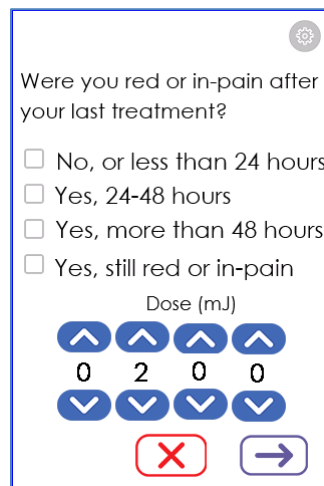 Were you red or in-pain after
your last treatment?
No, or less than 24 hours
Yes, 24-48 hours
Yes, more than 48 hours
Yes, still red or in-pain
Dose (mJ)
0 2 0 0